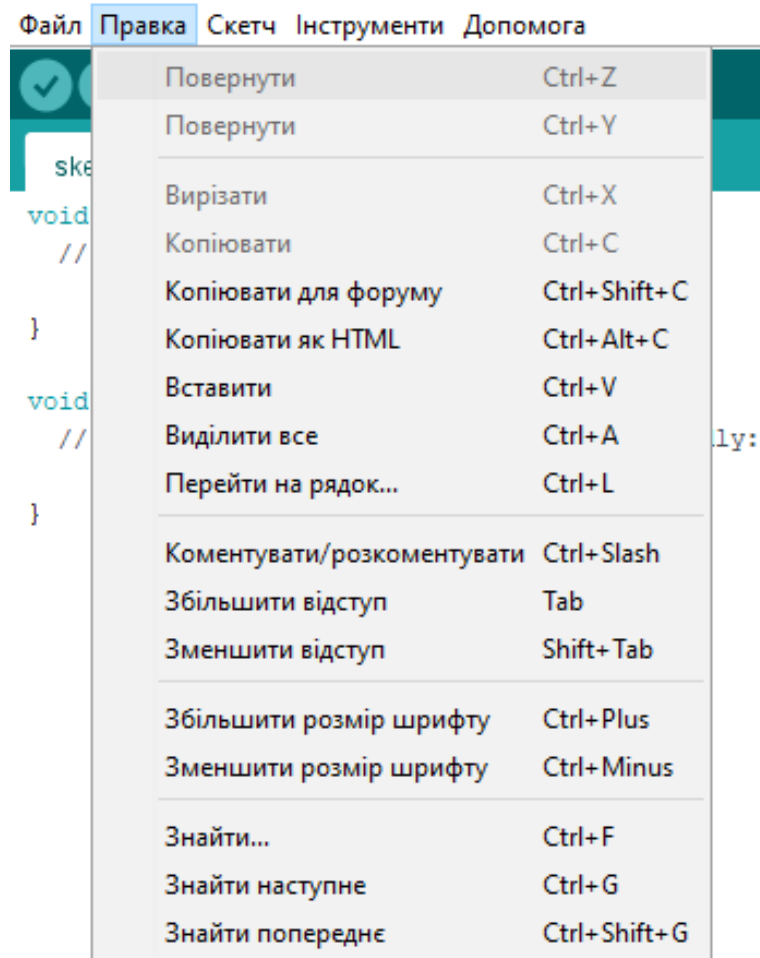 Файл Правка Скетч Інструменти Допомога
Повернути Ctrl+Z
Повернути Ctrl+Y
ske
Вирізати Ctrl+X
void
Копіювати Ctrl+C
//
Копіювати для форуму Ctrl+Shift+C
}
Копіювати як HTML Ctrl+Alt+C
Вставити Ctrl+V
void
Виділити все Ctrl+A
// lly:
Перейти на рядок... Ctrl+L
}
Коментувати/розкоментувати Ctrl+Slash
Збільшити відступ Tab
Зменшити відступ Shift+Tab
Збільшити розмір шрифту Ctrl+Plus
Зменшити розмір шрифту Ctrl+Minus
Знайти... Ctrl+F
Знайти наступне Ctrl+G
Знайти попереднє Ctrl+Shift+G